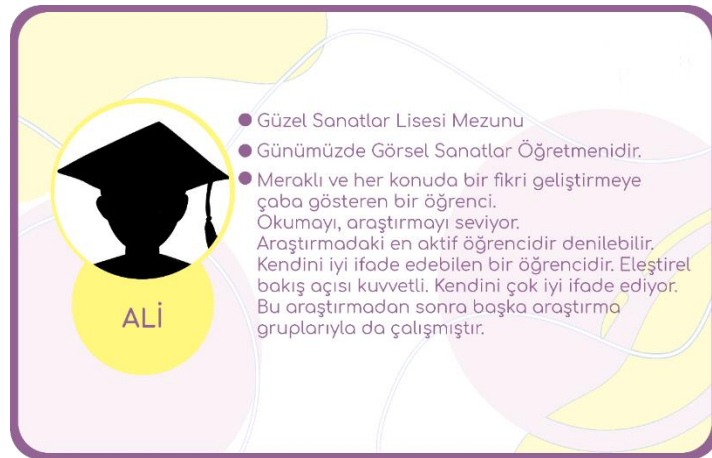 Güzel Sanatlar Lisesi Mezunu
Günümüzde Görsel Sanatlar Öğretmenidir.
Meraklı ve her konuda bir fikri geliştirmeye
çaba gösteren bir öğrenci.
Okumayı, araştırmayı seviyor.
Araştırmadaki en aktif öğrencidir denilebilir.
Kendini iyi ifade edebilen bir öğrencidir. Eleştirel
bakış açısı kuvvetli. Kendini çok iyi ifade ediyor.
Bu araştırmadan sonra başka araştırma
gruplarıyla da çalışmıştır.
ALİ